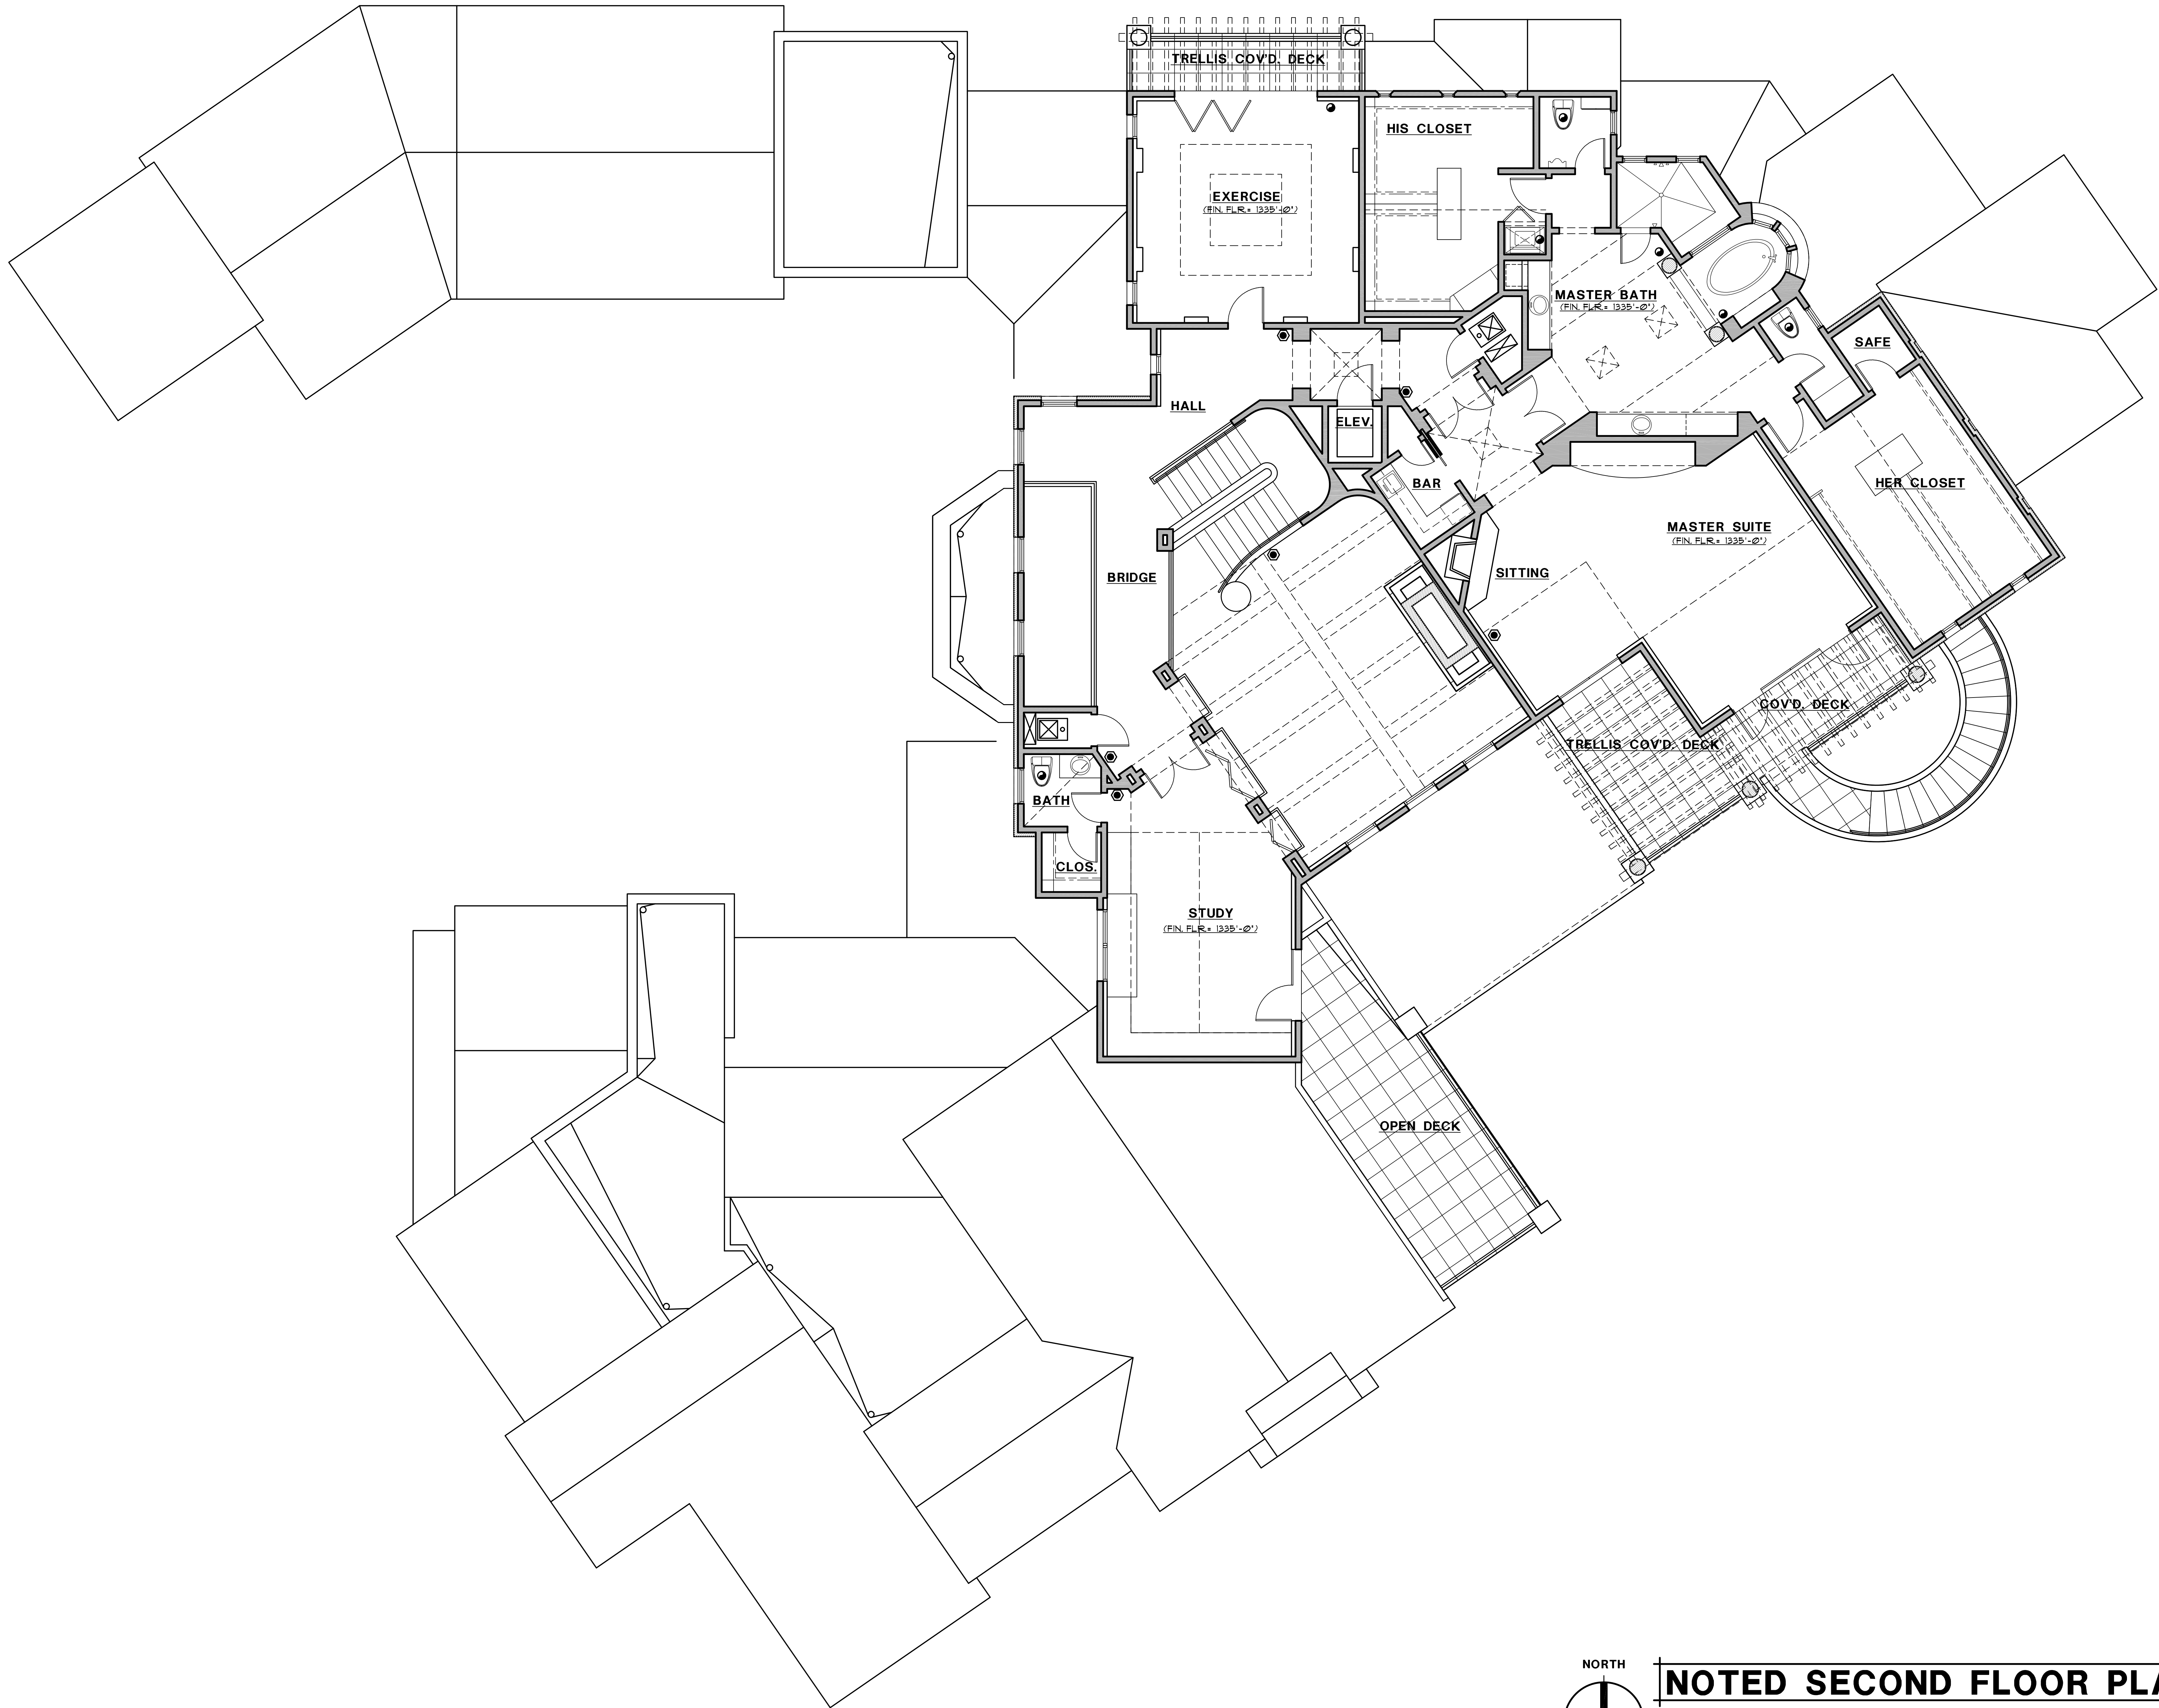 TRELLIS COV'D. DECK
HIS CLOSET
EXERCISE
(FIN. FLR.= 1335'-0")
MASTER BATH
(FIN. FLR.= 1335'-0")
SAFE
HALL
ELEV.
BAR
HER CLOSET
MASTER SUITE
(FIN. FLR.= 1335'-0")
SITTING
BRIDGE
COV'D. DECK
TRELLIS COV'D. DECK
BATH
CLOS.
STUDY
(FIN. FLR.= 1335'-0")
OPEN DECK
NORTH
NOTED SECOND FLOOR PLA